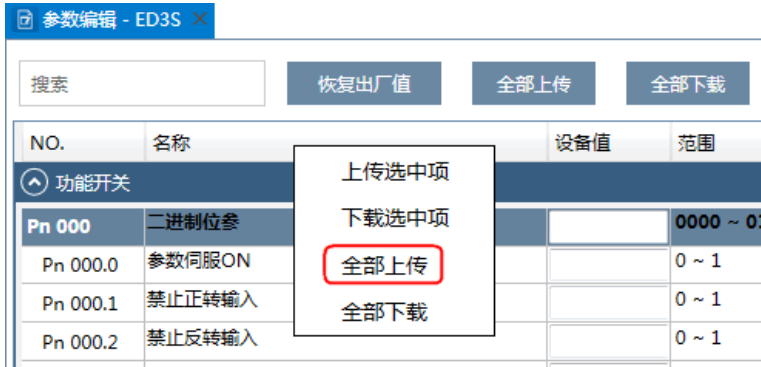 参数编辑 - ED3S ×
搜索 恢复出厂值 全部上传 全部下载
NO. 名称 设备值 范围
功能开关
上传选中项
下载选中项
全部上传
全部下载
Pn 000 二进制位参 0000 ~ 01
Pn 000.0 参数伺服ON 0 ~ 1
Pn 000.1 禁止正转输入 0 ~ 1
Pn 000.2 禁止反转输入 0 ~ 1